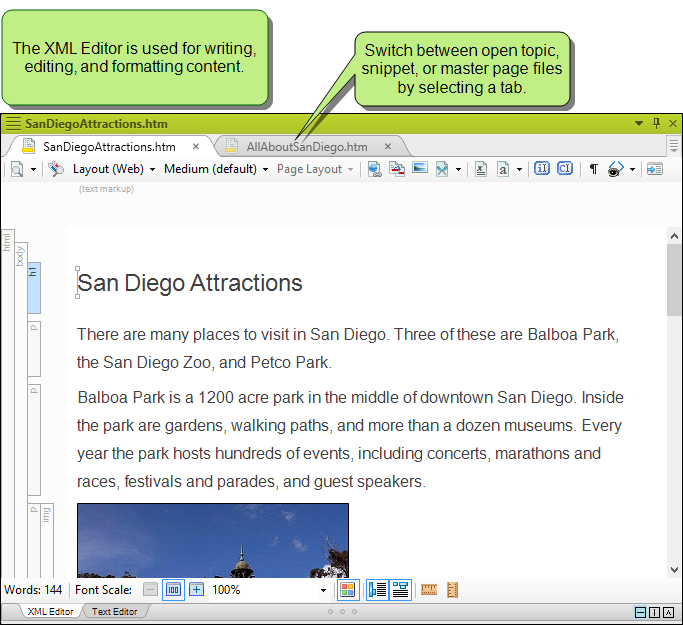 The XML Editor is used for writing,
editing, and formatting content.
Switch between open topic,
snippet, or master page files
by selecting a tab.
SanDiegoAttractions.htm
SanDiegoAttractions.htm
AllAboutSanDiego.htm
Layout (Web) Medium (default) Page Layout
(text markup)
html
body
h1
San Diego Attractions
p
There are many places to visit in San Diego. Three of these are Balboa Park,
the San Diego Zoo, and Petco Park.
p
Balboa Park is a 1200 acre park in the middle of downtown San Diego. Inside
the park are gardens, walking paths, and more than a dozen museums. Every
year the park hosts hundreds of events, including concerts, marathons and
races, festivals and parades, and guest speakers.
p
img
Words: 144 Font Scale: 100 100%
XML Editor Text Editor